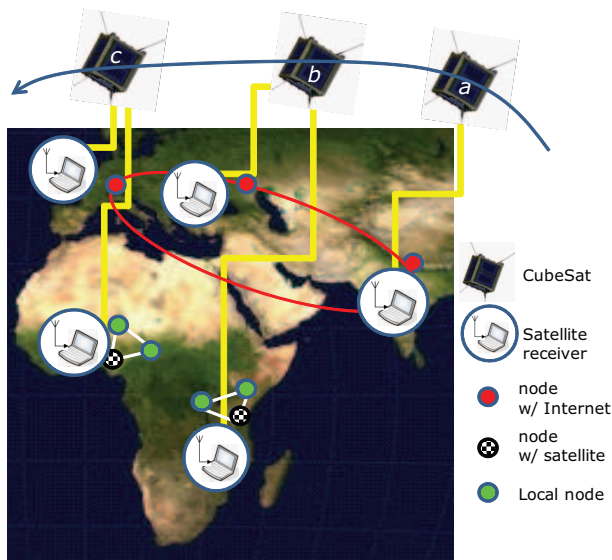 c
b
a
CubeSat
Satellite
receiver
node
w/ Internet
node
w/ satellite
Local node